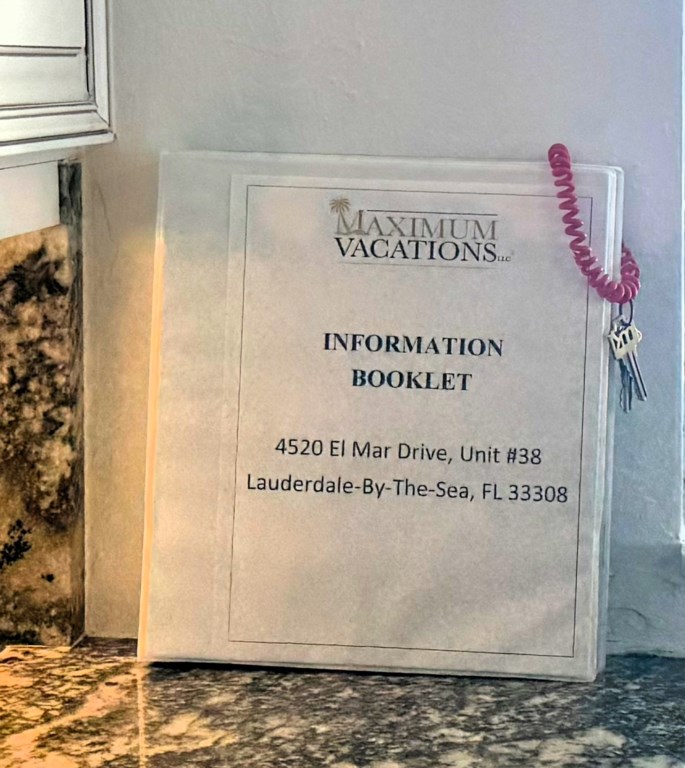 MAXIMUM
VACATIONS LLC
INFORMATION
BOOKLET
4520 El Mar Drive, Unit #38
Lauderdale-By-The-Sea, FL 33308